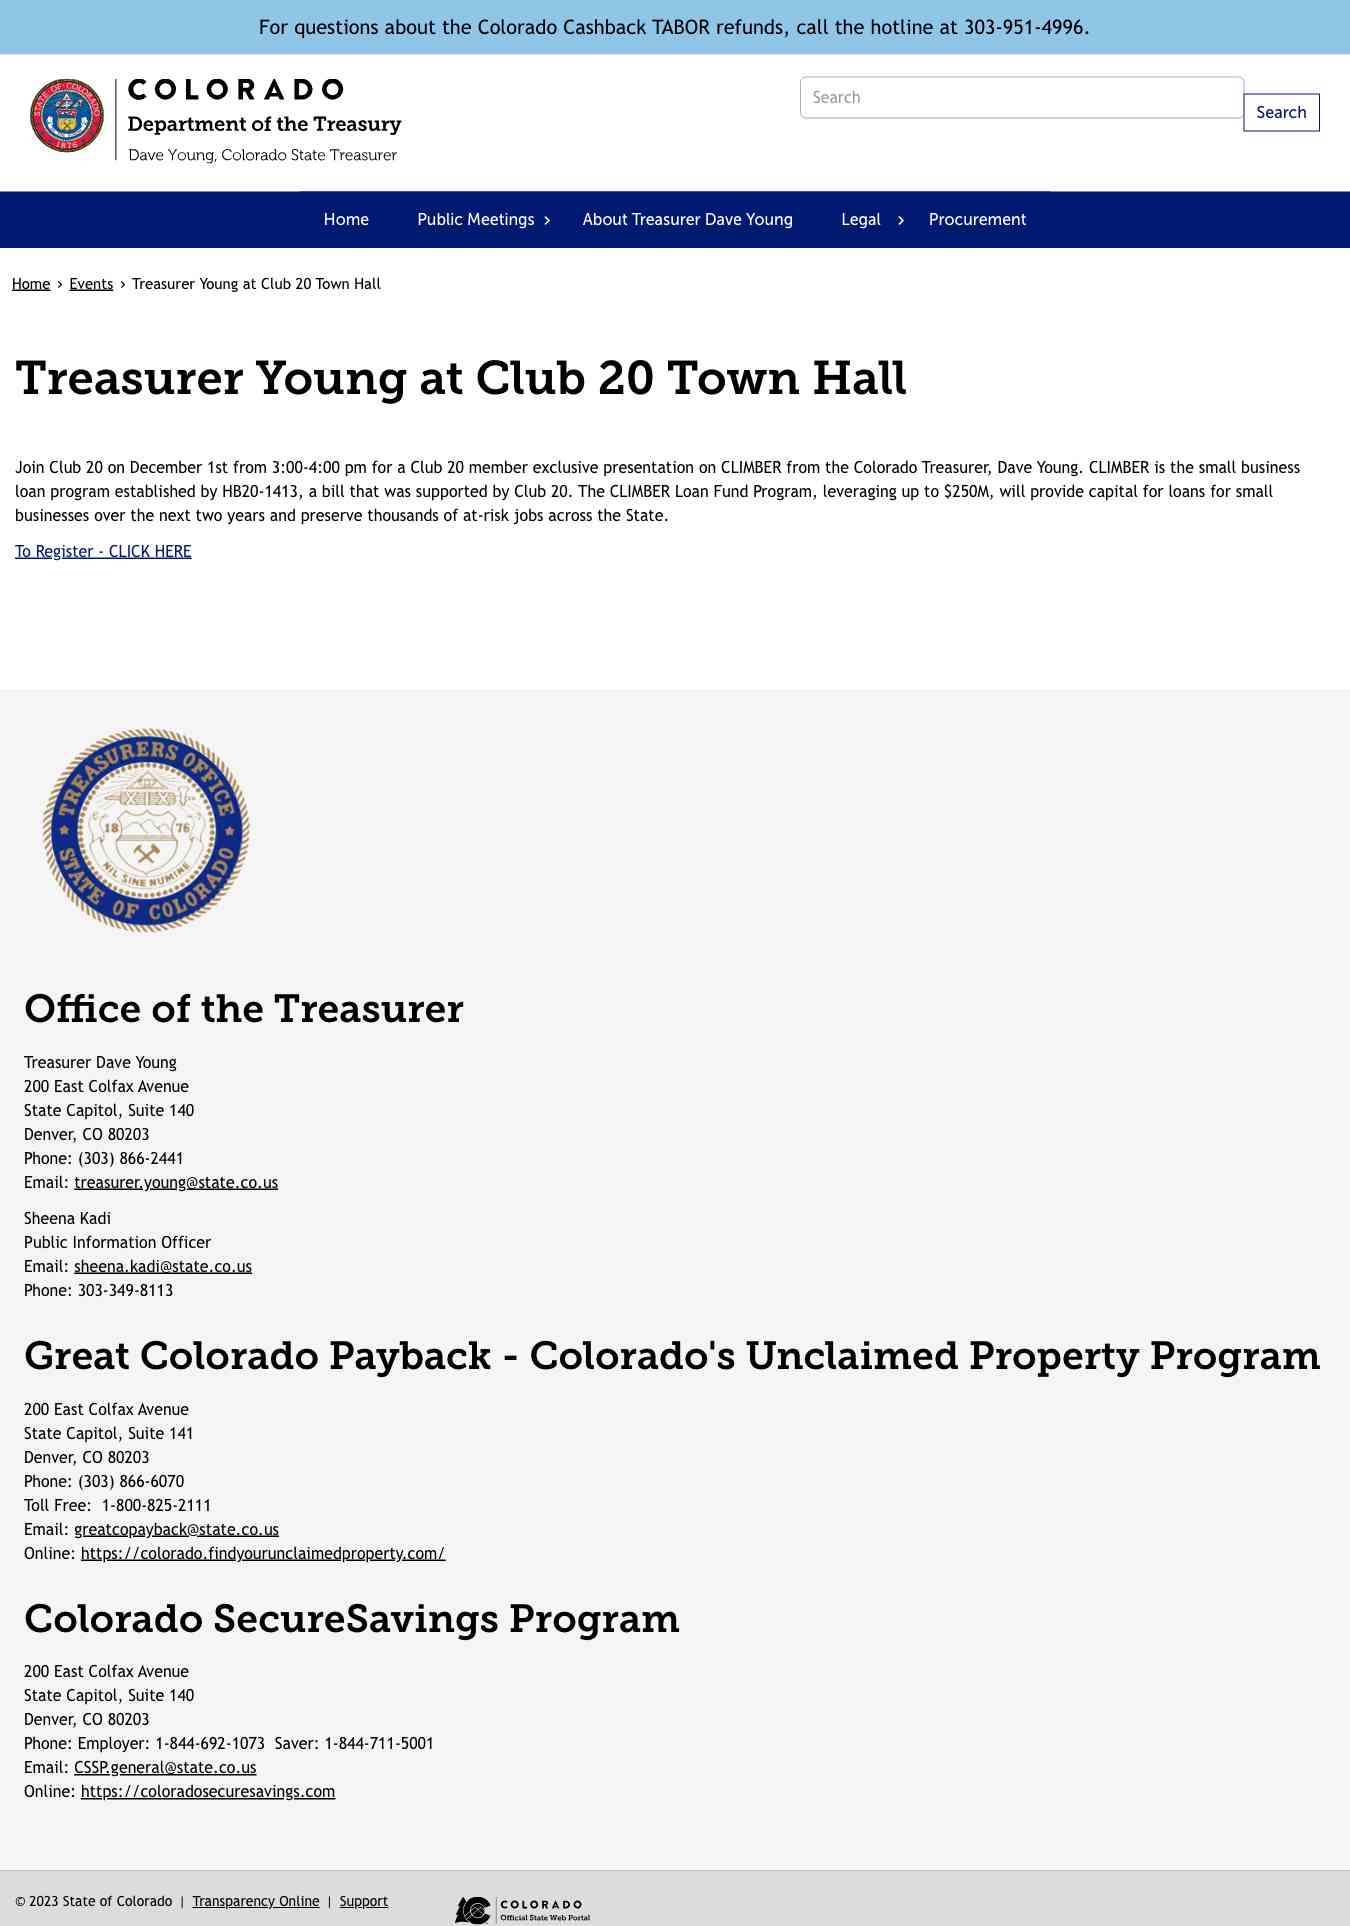 For questions about the Colorado Cashback TABOR refunds, call the hotline at 303-951-4996.
STATE OF COLORADO
1876
COLORADO
Department of the Treasury
Dave Young, Colorado State Treasurer
Search
Search
Home Public Meetings › About Treasurer Dave Young Legal › Procurement
Home › Events › Treasurer Young at Club 20 Town Hall
Treasurer Young at Club 20 Town Hall
Join Club 20 on December 1st from 3:00-4:00 pm for a Club 20 member exclusive presentation on CLIMBER from the Colorado Treasurer, Dave Young. CLIMBER is the small business
loan program established by HB20-1413, a bill that was supported by Club 20. The CLIMBER Loan Fund Program, leveraging up to $250M, will provide capital for loans for small
businesses over the next two years and preserve thousands of at-risk jobs across the State.
To Register - CLICK HERE
TREASURERS OFFICE
18 76
NIL SINE NUMINE
STATE OF COLORADO
Office of the Treasurer
Treasurer Dave Young
200 East Colfax Avenue
State Capitol, Suite 140
Denver, CO 80203
Phone: (303) 866-2441
Email: treasurer.young@state.co.us
Sheena Kadi
Public Information Officer
Email: sheena.kadi@state.co.us
Phone: 303-349-8113
Great Colorado Payback - Colorado's Unclaimed Property Program
200 East Colfax Avenue
State Capitol, Suite 141
Denver, CO 80203
Phone: (303) 866-6070
Toll Free:  1-800-825-2111
Email: greatcopayback@state.co.us
Online: https://colorado.findyourunclaimedproperty.com/
Colorado SecureSavings Program
200 East Colfax Avenue
State Capitol, Suite 140
Denver, CO 80203
Phone: Employer: 1-844-692-1073  Saver: 1-844-711-5001
Email: CSSP.general@state.co.us
Online: https://coloradosecuresavings.com
© 2023 State of Colorado | Transparency Online | Support
COLORADO
Official State Web Portal